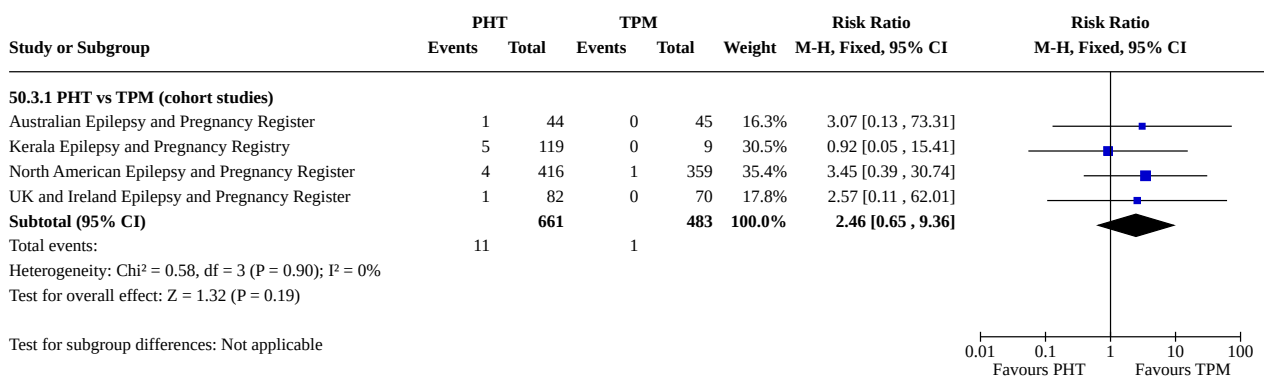 PHT TPM Risk Ratio Risk Ratio
Study or Subgroup Events Total Events Total Weight M-H, Fixed, 95% CI M-H, Fixed, 95% CI
50.3.1 PHT vs TPM (cohort studies)
Australian Epilepsy and Pregnancy Register 1 44 0 45 16.3% 3.07 [0.13 , 73.31]
Kerala Epilepsy and Pregnancy Registry 5 119 0 9 30.5% 0.92 [0.05 , 15.41]
North American Epilepsy and Pregnancy Register 4 416 1 359 35.4% 3.45 [0.39 , 30.74]
UK and Ireland Epilepsy and Pregnancy Register 1 82 0 70 17.8% 2.57 [0.11 , 62.01]
Subtotal (95% CI) 661 483 100.0% 2.46 [0.65 , 9.36]
Total events: 11 1
Heterogeneity: Chi² = 0.58, df = 3 (P = 0.90); I² = 0%
Test for overall effect: Z = 1.32 (P = 0.19)
Test for subgroup differences: Not applicable
0.01 0.1 1 10 100
Favours PHT Favours TPM